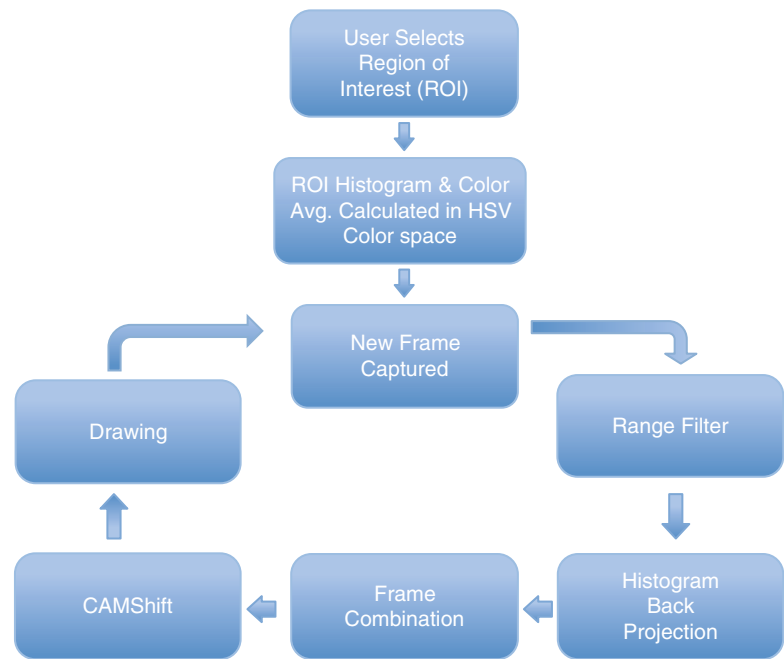 User Selects
Region of
Interest (ROI)
ROI Histogram & Color
Avg. Calculated in HSV
Color space
New Frame
Captured
Range Filter
Histogram
Back
Projection
Frame
Combination
CAMShift
Drawing